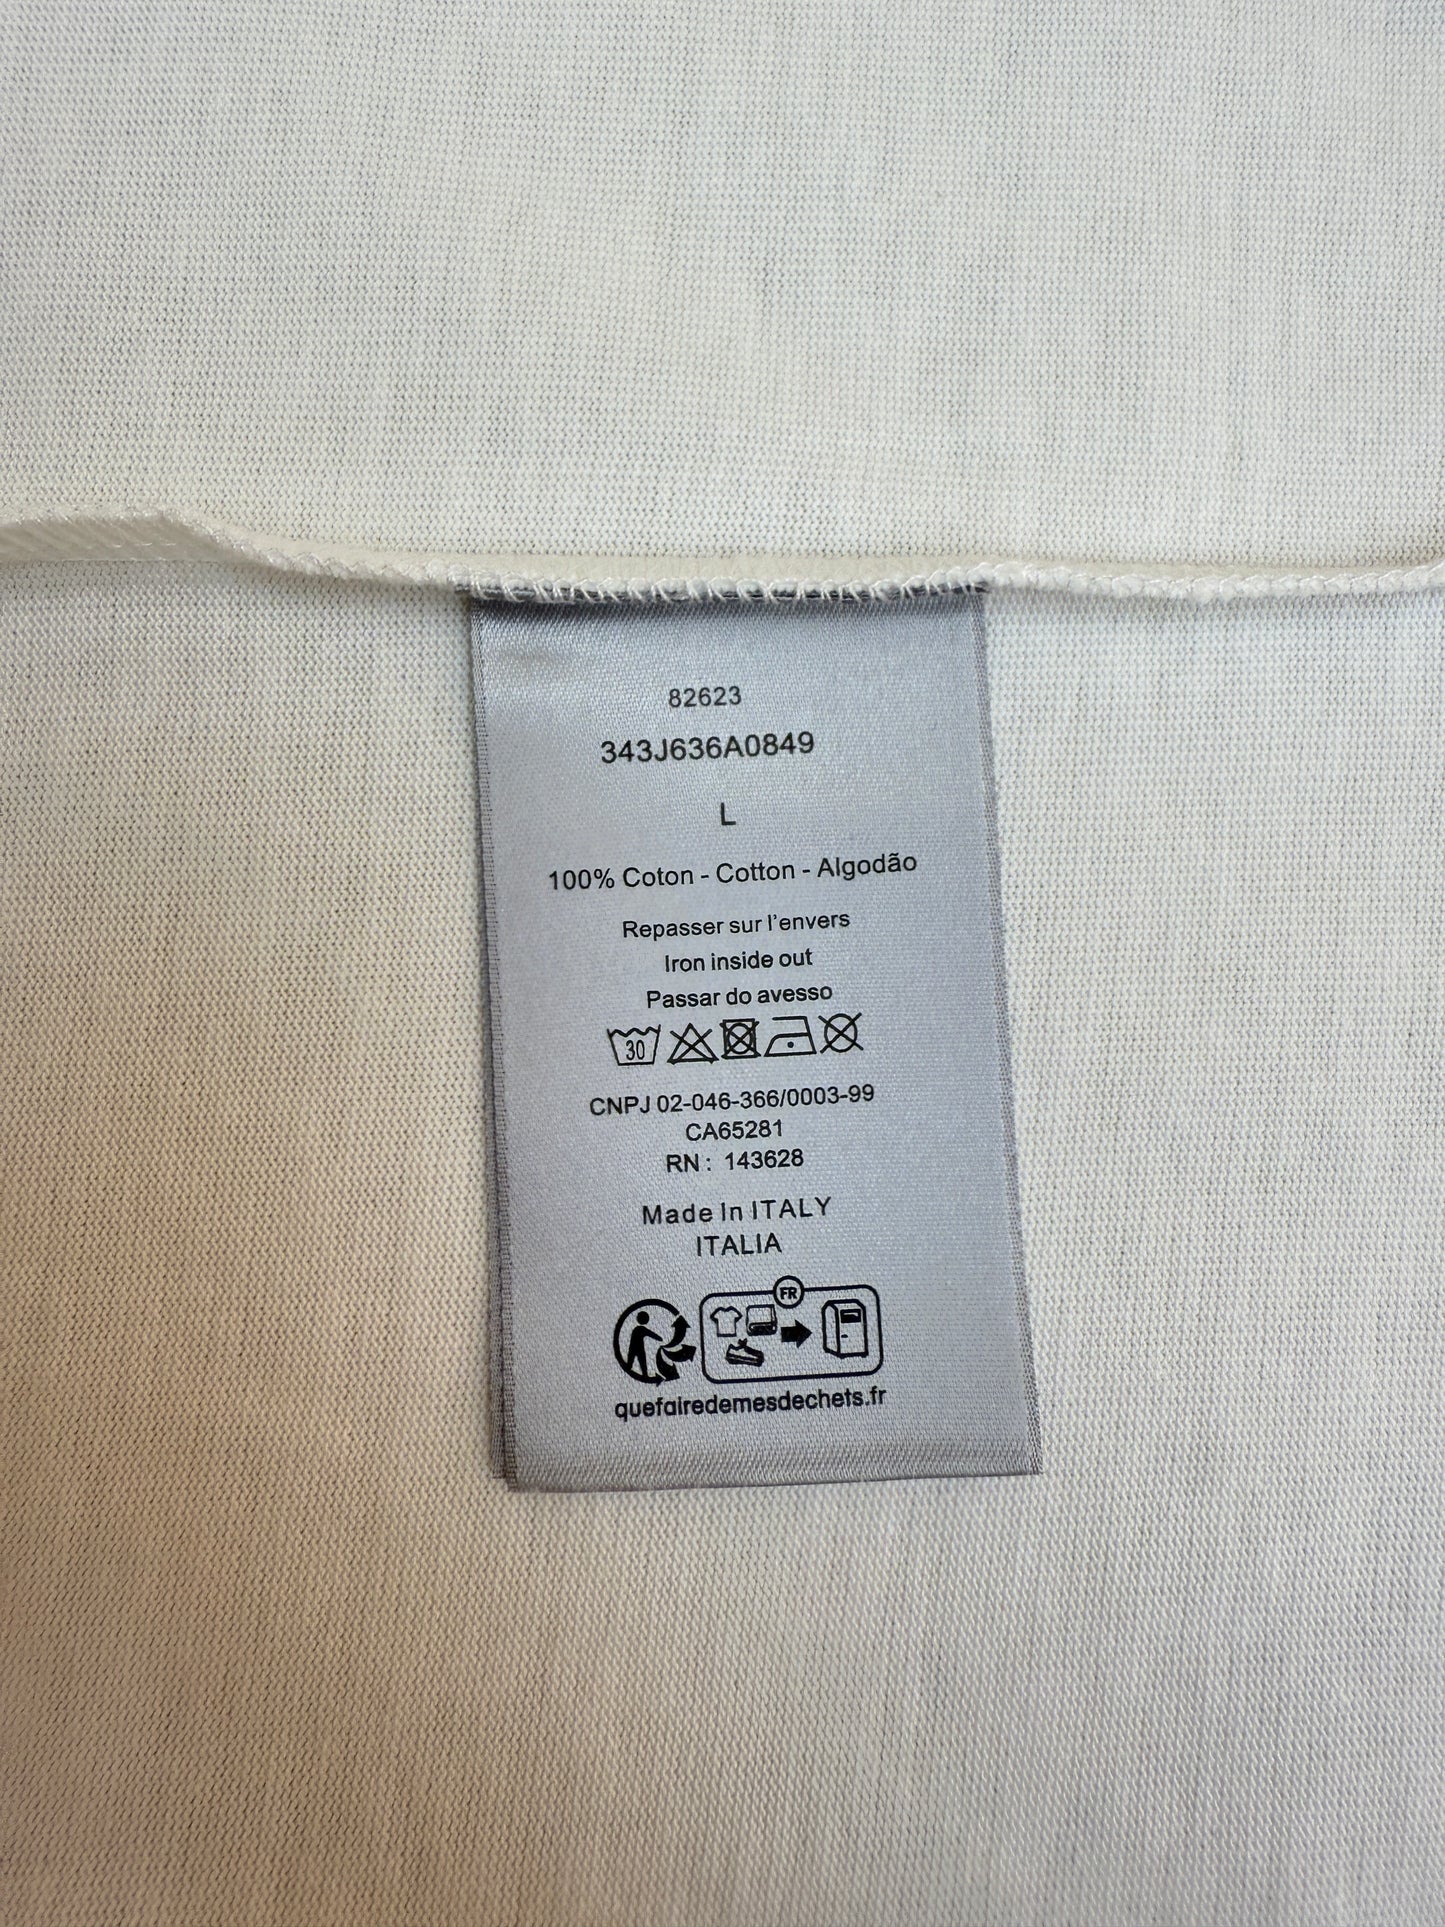 82623
343J636A0849
L
100% Coton - Cotton - Algodão
Repasser sur l'envers
Iron inside out
Passar do avesso
30
CNPJ 02-046-366/0003-99
CA65281
RN : 143628
Made In ITALY
ITALIA
FR
quefairedemesdechets.fr